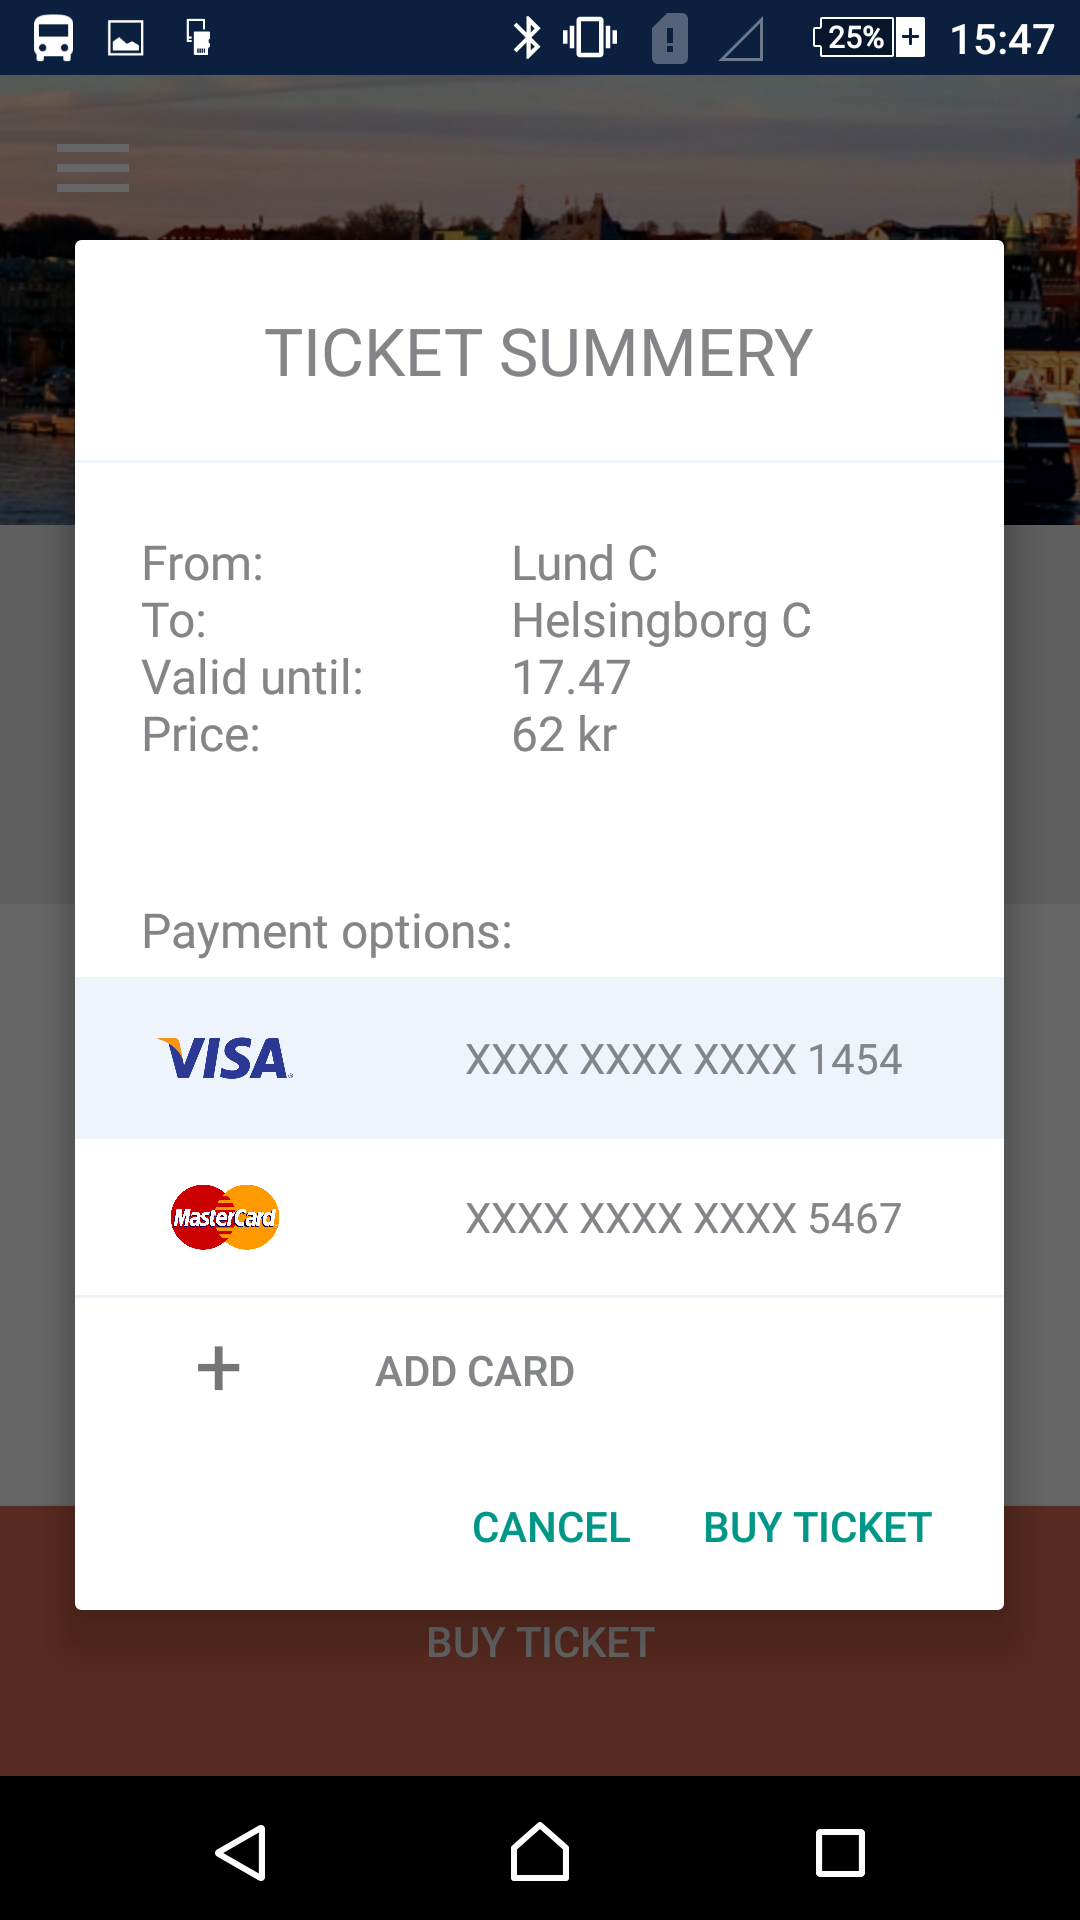 25% 15:47
TICKET SUMMERY
From: Lund C
To: Helsingborg C
Valid until: 17.47
Price: 62 kr
Payment options:
VISA XXXX XXXX XXXX 1454
MasterCard XXXX XXXX XXXX 5467
+ ADD CARD
CANCEL BUY TICKET
BUY TICKET